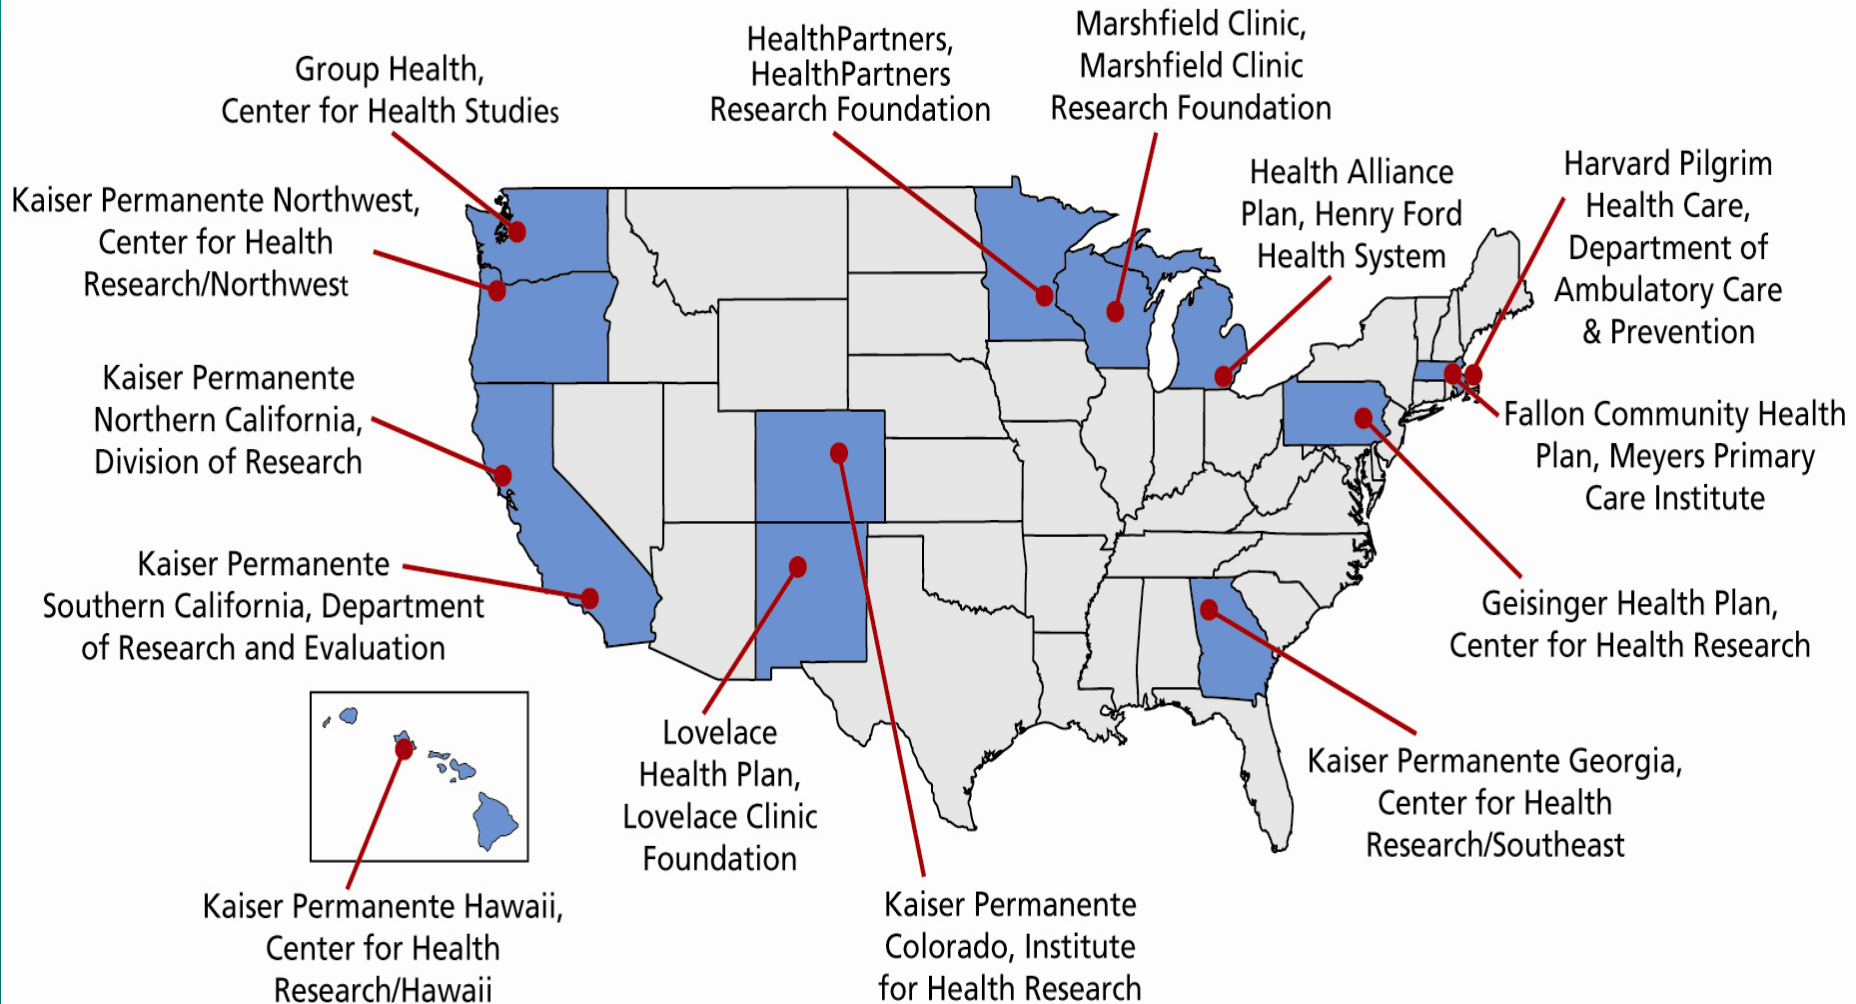 Group Health,
Center for Health Studies
HealthPartners,
HealthPartners
Research Foundation
Marshfield Clinic,
Marshfield Clinic
Research Foundation
Health Alliance
Plan, Henry Ford
Health System
Harvard Pilgrim
Health Care,
Department of
Ambulatory Care
& Prevention
Kaiser Permanente Northwest,
Center for Health
Research/Northwest
Kaiser Permanente
Northern California,
Division of Research
Fallon Community Health
Plan, Meyers Primary
Care Institute
Kaiser Permanente
Southern California, Department
of Research and Evaluation
Geisinger Health Plan,
Center for Health Research
Lovelace
Health Plan,
Lovelace Clinic
Foundation
Kaiser Permanente Georgia,
Center for Health
Research/Southeast
Kaiser Permanente Hawaii,
Center for Health
Research/Hawaii
Kaiser Permanente
Colorado, Institute
for Health Research